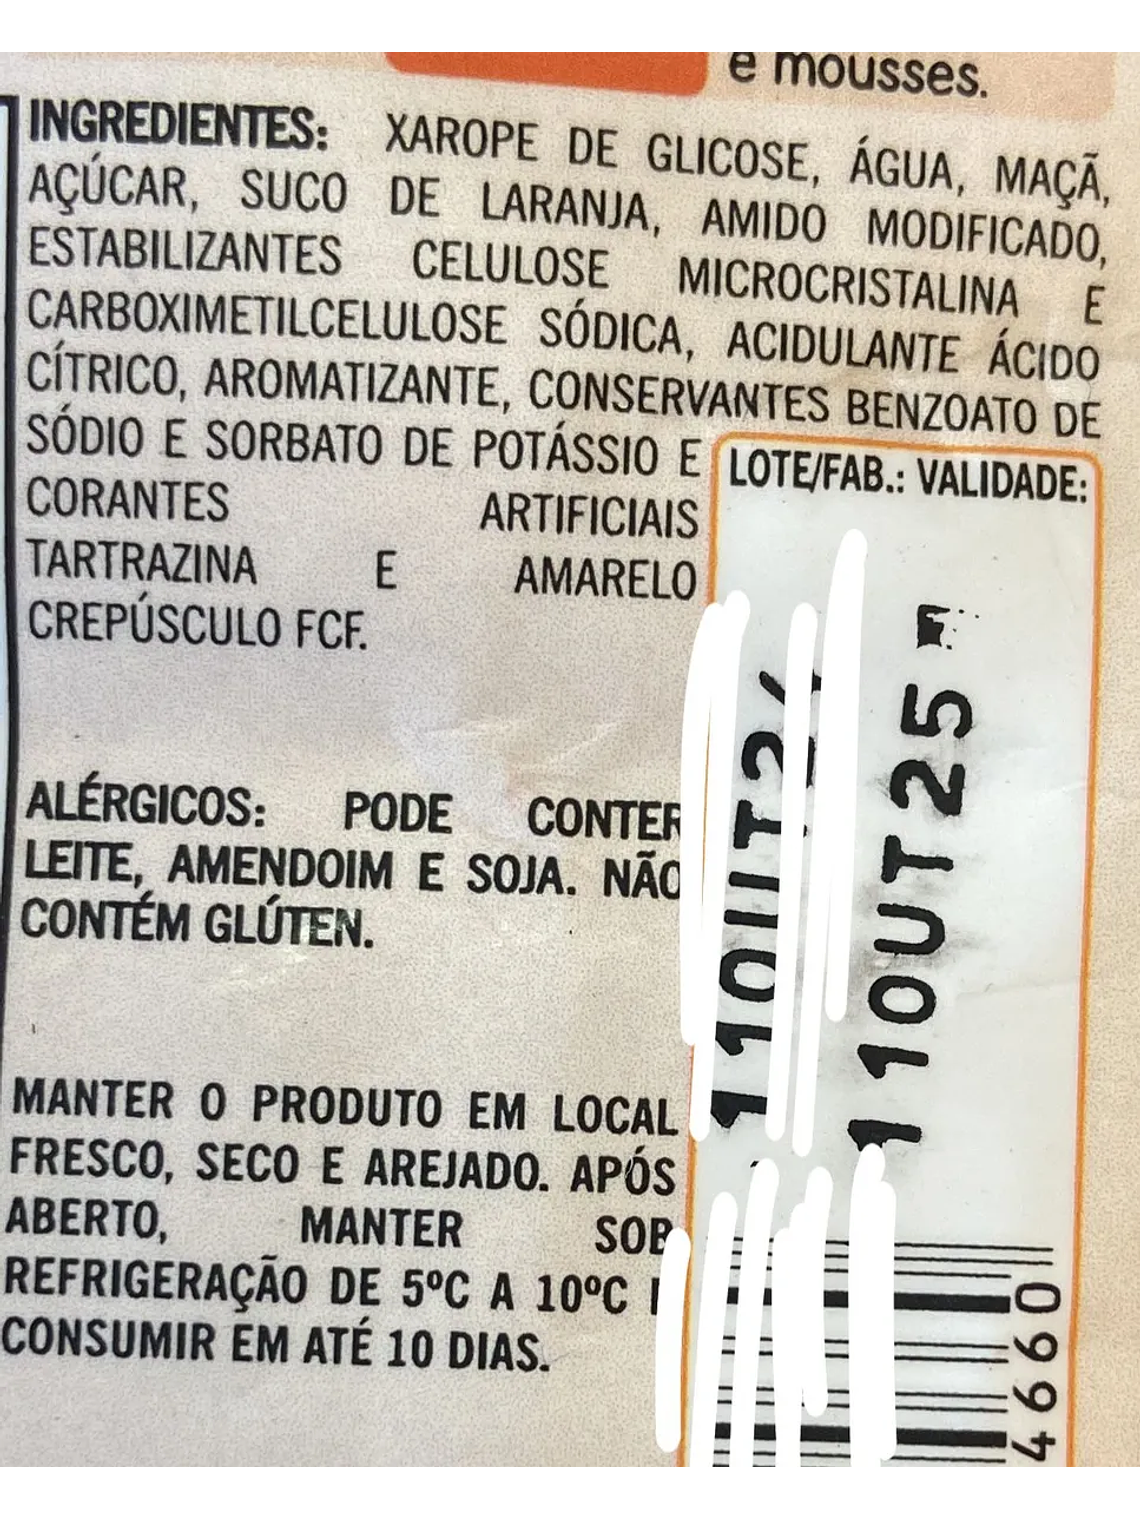 e mousses.
INGREDIENTES: XAROPE DE GLICOSE, ÁGUA, MAÇÃ,
AÇÚCAR, SUCO DE LARANJA, AMIDO MODIFICADO,
ESTABILIZANTES CELULOSE MICROCRISTALINA E
CARBOXIMETILCELULOSE SÓDICA, ACIDULANTE ÁCIDO
CÍTRICO, AROMATIZANTE, CONSERVANTES BENZOATO DE
SÓDIO E SORBATO DE POTÁSSIO E
CORANTES ARTIFICIAIS
TARTRAZINA E AMARELO
CREPÚSCULO FCF.
LOTE/FAB.: VALIDADE:
11OUT25
ALÉRGICOS: PODE CONTER
LEITE, AMENDOIM E SOJA. NÃO
CONTÉM GLÚTEN.
MANTER O PRODUTO EM LOCAL
FRESCO, SECO E AREJADO. APÓS
ABERTO, MANTER SOB
REFRIGERAÇÃO DE 5ºC A 10ºC
CONSUMIR EM ATÉ 10 DIAS.
4660